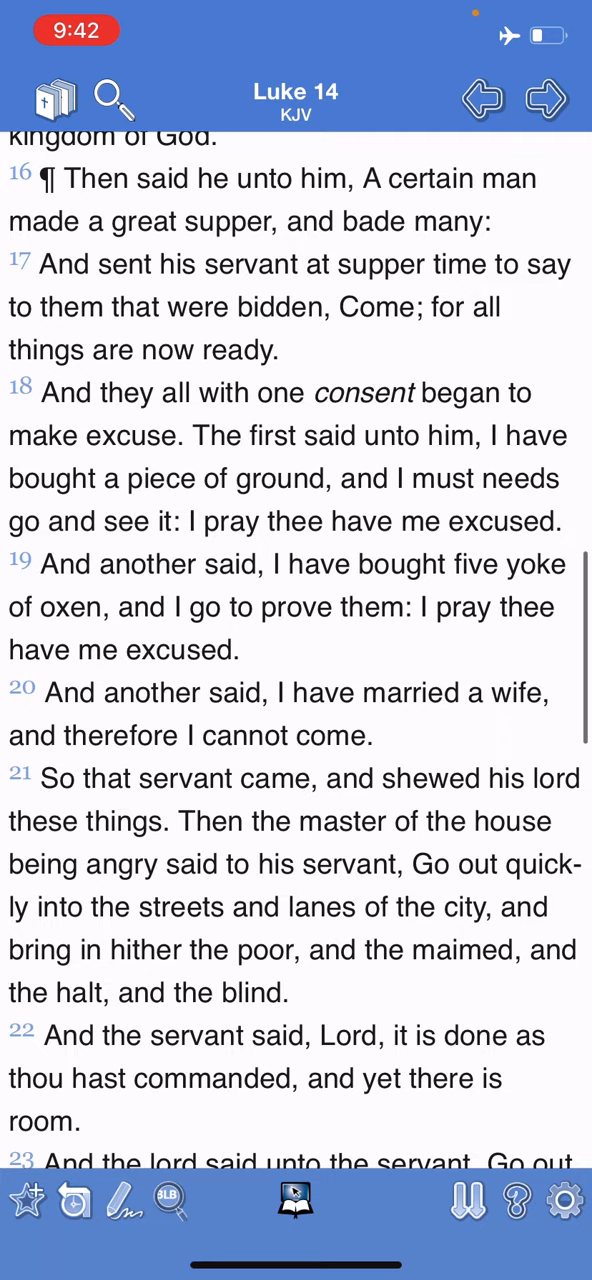 9:42
Luke 14
KJV
kingdom of God.
16 ¶ Then said he unto him, A certain man
made a great supper, and bade many:
17 And sent his servant at supper time to say
to them that were bidden, Come; for all
things are now ready.
18 And they all with one consent began to
make excuse. The first said unto him, I have
bought a piece of ground, and I must needs
go and see it: I pray thee have me excused.
19 And another said, I have bought five yoke
of oxen, and I go to prove them: I pray thee
have me excused.
20 And another said, I have married a wife,
and therefore I cannot come.
21 So that servant came, and shewed his lord
these things. Then the master of the house
being angry said to his servant, Go out quick-
ly into the streets and lanes of the city, and
bring in hither the poor, and the maimed, and
the halt, and the blind.
22 And the servant said, Lord, it is done as
thou hast commanded, and yet there is
room.
23 And the lord said unto the servant, Go out
BLB